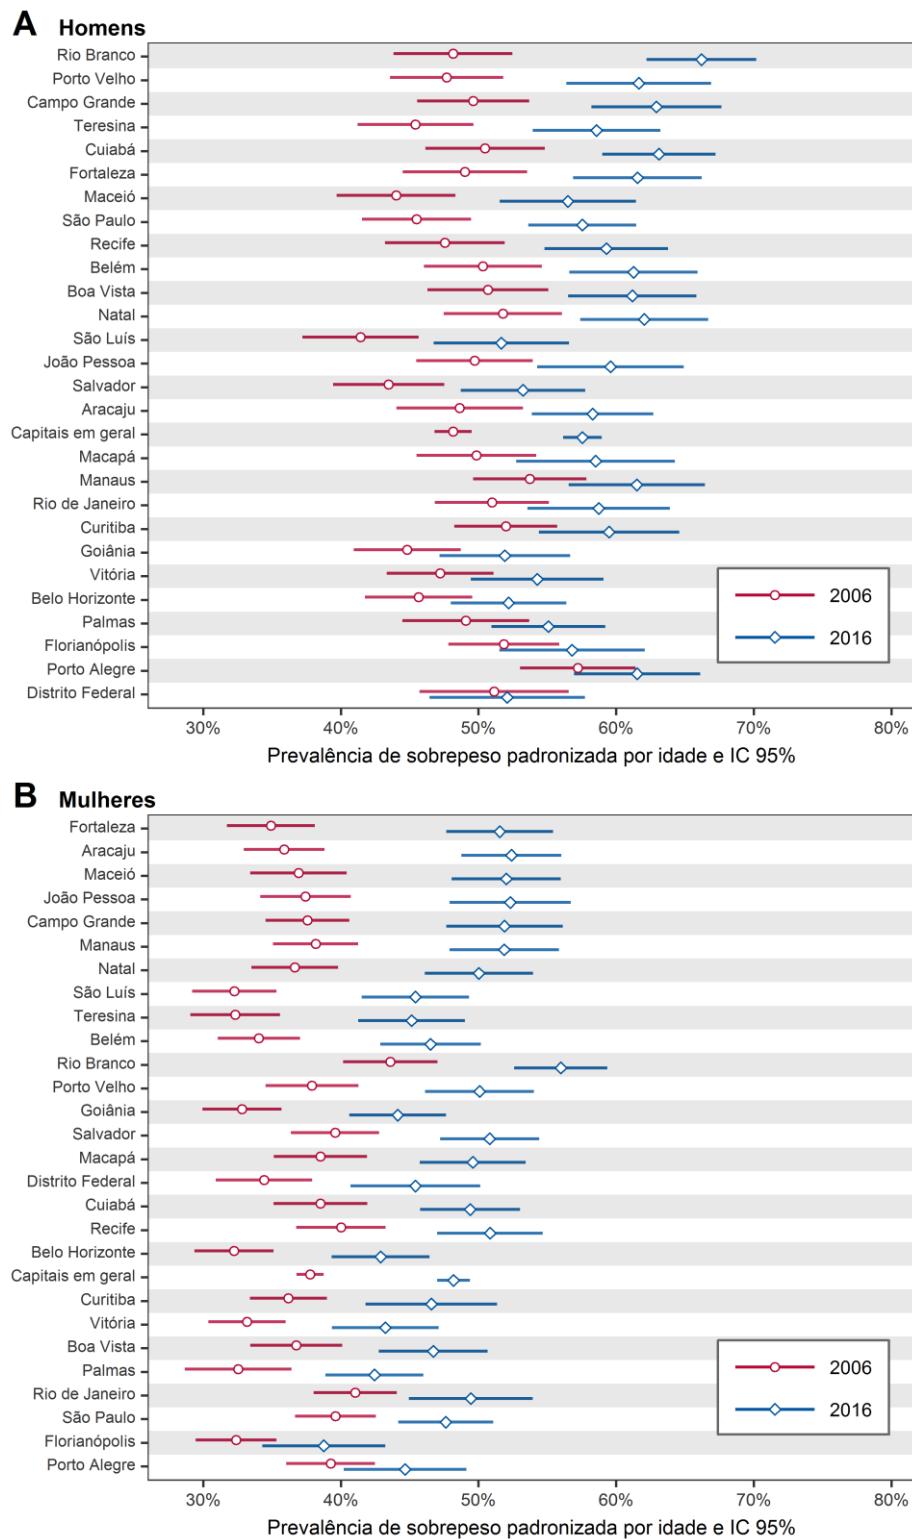 A Homens
Rio Branco
Porto Velho
Campo Grande
Teresina
Cuiabá
Fortaleza
Maceió
São Paulo
Recife
Belém
Boa Vista
Natal
São Luís
João Pessoa
Salvador
Aracaju
Capitais em geral
Macapá
Manaus
Rio de Janeiro
Curitiba
Goiânia
Vitória
Belo Horizonte
Palmas
Florianópolis
Porto Alegre
Distrito Federal
2006
2016
30% 40% 50% 60% 70% 80%
Prevalência de sobrepeso padronizada por idade e IC 95%
B Mulheres
Fortaleza
Aracaju
Maceió
João Pessoa
Campo Grande
Manaus
Natal
São Luís
Teresina
Belém
Rio Branco
Porto Velho
Goiânia
Salvador
Macapá
Distrito Federal
Cuiabá
Recife
Belo Horizonte
Capitais em geral
Curitiba
Vitória
Boa Vista
Palmas
Rio de Janeiro
São Paulo
Florianópolis
Porto Alegre
2006
2016
30% 40% 50% 60% 70% 80%
Prevalência de sobrepeso padronizada por idade e IC 95%